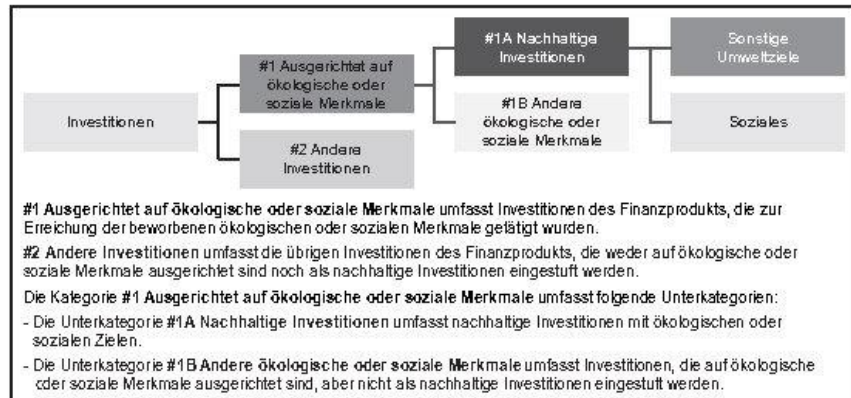 #1A Nachhaltige
Investitionen
Sonstige
Umweltziele
#1 Ausgerichtet auf
ökologische oder
soziale Merkmale
#1B Andere
ökologische oder
soziale Merkmale
Investitionen
Soziales
#2 Andere
Investitionen
#1 Ausgerichtet auf ökologische oder soziale Merkmale umfasst Investitionen des Finanzprodukts, die zur
Erreichung der beworbenen ökologischen oder sozialen Merkmale getätigt wurden.
#2 Andere Investitionen umfasst die übrigen Investitionen des Finanzprodukts, die weder auf ökologische oder
soziale Merkmale ausgerichtet sind noch als nachhaltige Investitionen eingestuft werden.
Die Kategorie #1 Ausgerichtet auf ökologische oder soziale Merkmale umfasst folgende Unterkategorien:
- Die Unterkategorie #1A Nachhaltige Investitionen umfasst nachhaltige Investitionen mit ökologischen oder
sozialen Zielen.
- Die Unterkategorie #1B Andere ökologische oder soziale Merkmale umfasst Investitionen, die auf ökologische
oder soziale Merkmale ausgerichtet sind, aber nicht als nachhaltige Investitionen eingestuft werden.